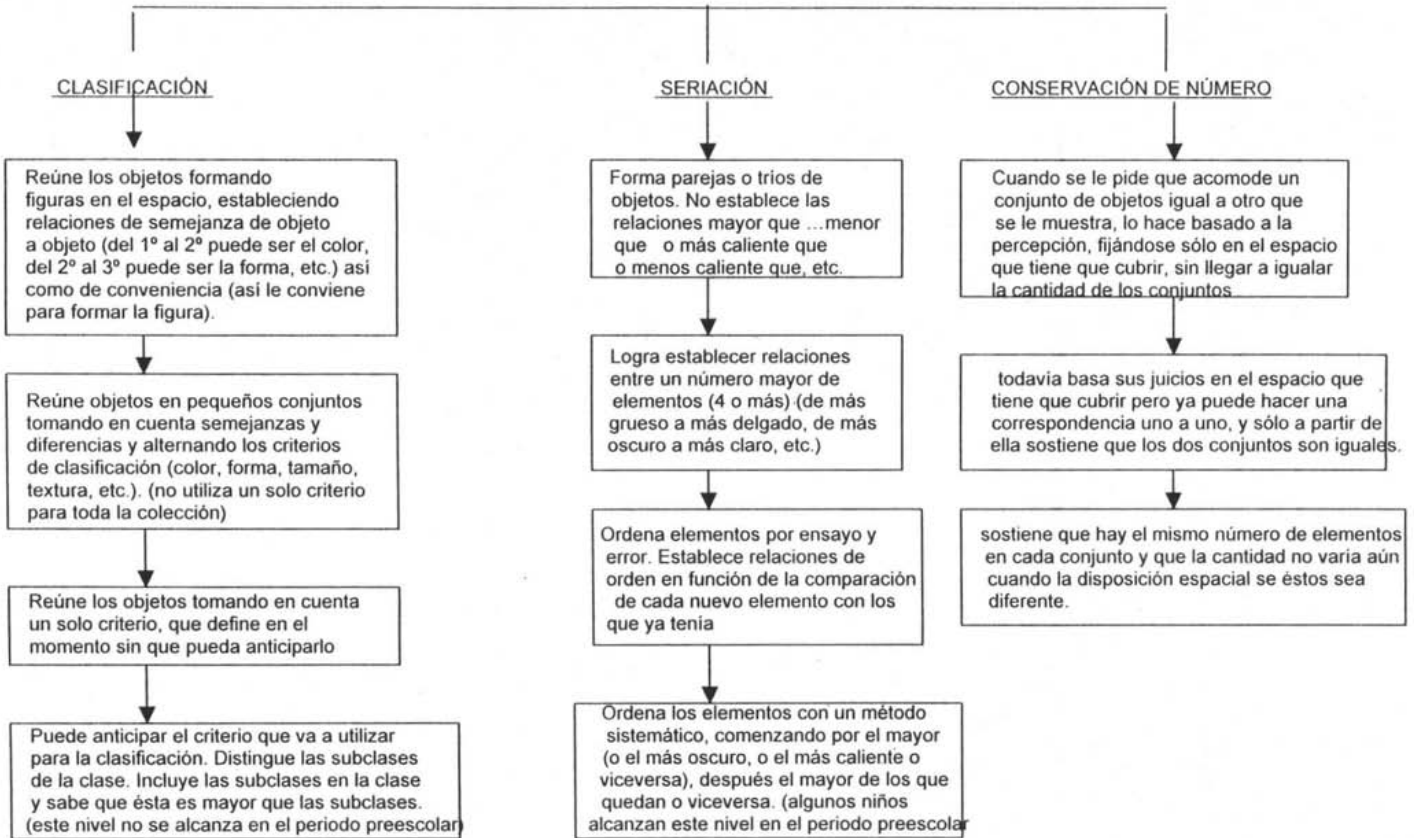 CLASIFICACIÓN
Reúne los objetos formando
figuras en el espacio, estableciendo
relaciones de semejanza de objeto
a objeto (del 1º al 2º puede ser el color,
del 2º al 3º puede ser la forma, etc.) así
como de conveniencia (así le conviene
para formar la figura).
Reúne objetos en pequeños conjuntos
tomando en cuenta semejanzas y
diferencias y alternando los criterios
de clasificación (color, forma, tamaño,
textura, etc.). (no utiliza un solo criterio
para toda la colección)
Reúne los objetos tomando en cuenta
un solo criterio, que define en el
momento sin que pueda anticiparlo
Puede anticipar el criterio que va a utilizar
para la clasificación. Distingue las subclases
de la clase. Incluye las subclases en la clase
y sabe que ésta es mayor que las subclases.
(este nivel no se alcanza en el periodo preescolar)
SERIACIÓN
Forma parejas o tríos de
objetos. No establece las
relaciones mayor que ...menor
que o más caliente que
o menos caliente que, etc.
Logra establecer relaciones
entre un número mayor de
elementos (4 o más) (de más
grueso a más delgado, de más
oscuro a más claro, etc.)
Ordena elementos por ensayo y
error. Establece relaciones de
orden en función de la comparación
de cada nuevo elemento con los
que ya tenía
Ordena los elementos con un método
sistemático, comenzando por el mayor
(o el más oscuro, o el más caliente o
viceversa), después el mayor de los que
quedan o viceversa. (algunos niños
alcanzan este nivel en el periodo preescolar
CONSERVACIÓN DE NÚMERO
Cuando se le pide que acomode un
conjunto de objetos igual a otro que
se le muestra, lo hace basado a la
percepción, fijándose sólo en el espacio
que tiene que cubrir, sin llegar a igualar
la cantidad de los conjuntos
todavía basa sus juicios en el espacio que
tiene que cubrir pero ya puede hacer una
correspondencia uno a uno, y sólo a partir de
ella sostiene que los dos conjuntos son iguales.
sostiene que hay el mismo número de elementos
en cada conjunto y que la cantidad no varía aún
cuando la disposición espacial se éstos sea
diferente.